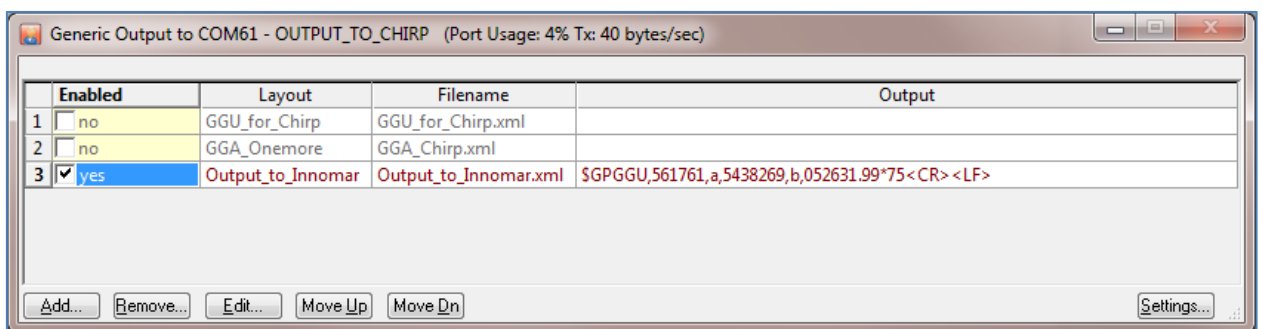 Generic Output to COM61 - OUTPUT_TO_CHIRP (Port Usage: 4% Tx: 40 bytes/sec)
Enabled Layout Filename Output
1 no GGU_for_Chirp GGU_for_Chirp.xml
2 no GGA_Onemore GGA_Chirp.xml
3 yes Output_to_Innomar Output_to_Innomar.xml $GPGGU,561761,a,5438269,b,052631.99*75<CR><LF>
Add... Remove... Edit... Move Up Move Dn Settings...